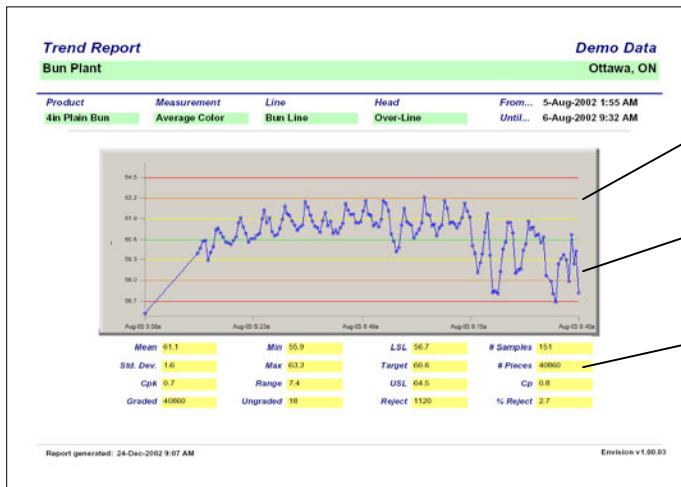 Trend Report Demo Data
Bun Plant Ottawa, ON
Product Measurement Line Head From... 5-Aug-2002 1:55 AM
4in Plain Bun Average Color Bun Line Over-Line Until... 6-Aug-2002 9:32 AM
64.5
63.2
61.9
60.6
59.3
58.0
56.7
Aug-05 3:58a Aug-05 5:23a Aug-05 6:49a Aug-05 8:15a Aug-05 9:40a
Mean 61.1 Min 55.9 LSL 56.7 # Samples 151
Std. Dev. 1.6 Max 63.3 Target 60.6 # Pieces 40860
Cpk 0.7 Range 7.4 USL 64.5 Cp 0.8
Graded 40860 Ungraded 18 Reject 1120 % Reject 2.7
Report generated: 24-Dec-2002 9:07 AM Envision v1.00.03